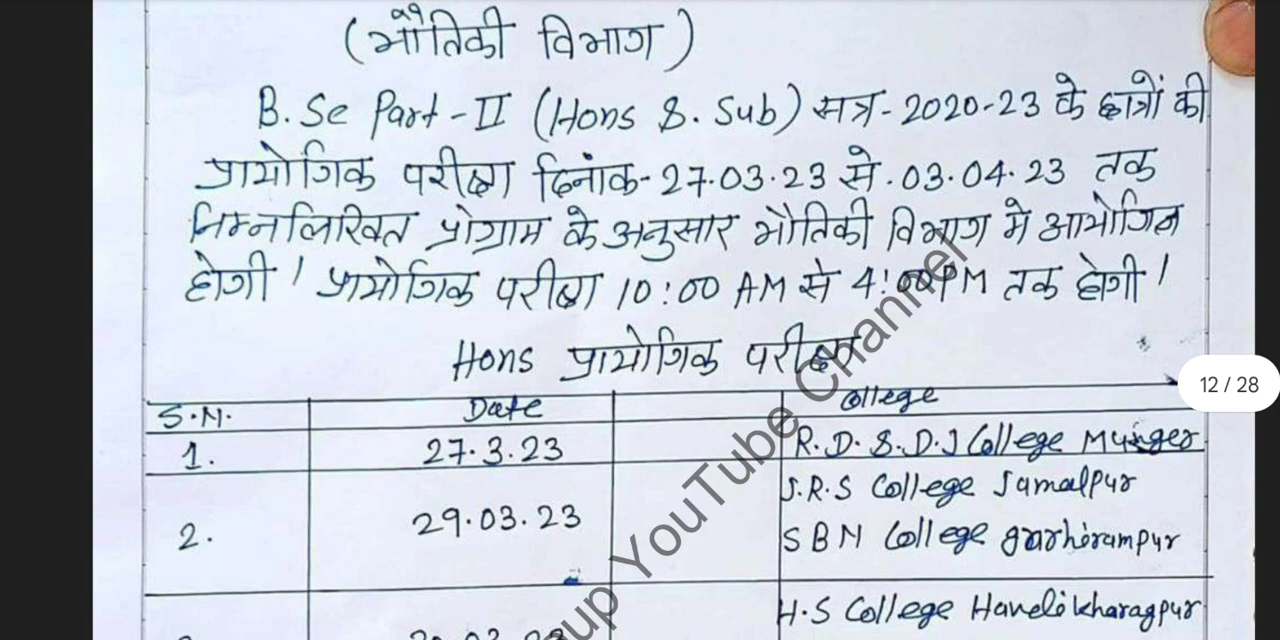 (भौतिकी विभाग)
B.Sc Part-II (Hons & Sub) सत्र-2020-23 के छात्रों की
प्रायोगिक परीक्षा दिनांक-27.03.23 से 03.04.23 तक
निम्नलिखित प्रोग्राम के अनुसार भौतिकी विभाग मे आयोजित
होगी। प्रायोगिक परीक्षा 10:00 AM से 4:00 PM तक होगी।
Hons प्रायोगिक परीक्षा
12 / 28
S.N. Date College
1. 27.3.23 R.D. & D.J College Munger
2. 29.03.23 J.R.S College Jamalpur
SBN College garhirampur
H.S College Haveli kharagpur
YouTube Channel